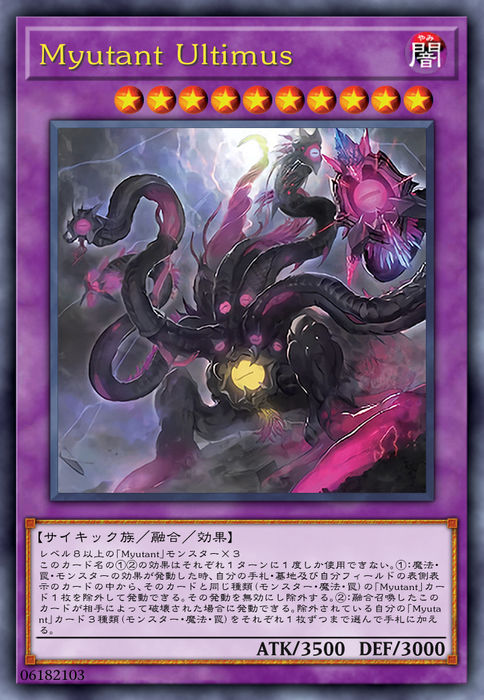 Myutant Ultimus
やみ
闇
【サイキック族/融合/効果】
レベル8以上の「Myutant」モンスター×3
このカード名の①②の効果はそれぞれ1ターンに1度しか使用できない。①:魔法・
罠・モンスターの効果が発動した時、自分の手札・墓地及び自分フィールドの表側表
示のカードの中から、そのカードと同じ種類(モンスター・魔法・罠)の「Myutant」カー
ド1枚を除外して発動できる。その発動を無効にし除外する。②:融合召喚したこの
カードが相手によって破壊された場合に発動できる。除外されている自分の「Myuta
nt」カード3種類(モンスター・魔法・罠)をそれぞれ1枚ずつまで選んで手札に加え
る。
ATK/3500 DEF/3000
06182103